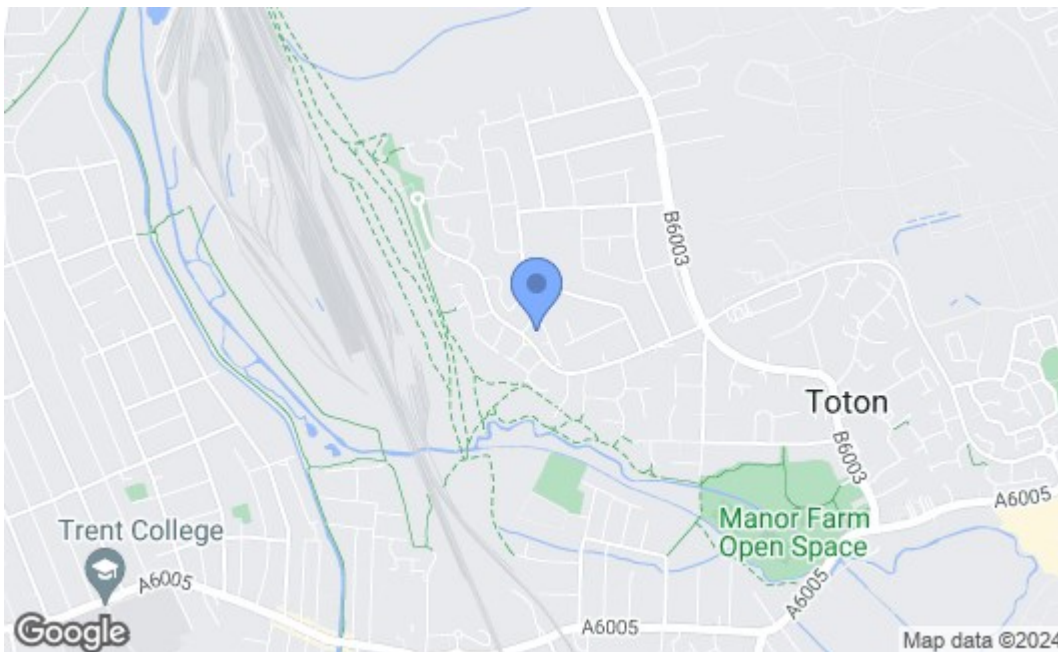 B6003
Toton
B6003
A6005
Manor Farm
Open Space
Trent College
A6005
A6005
A6005
Google
Map data ©2024